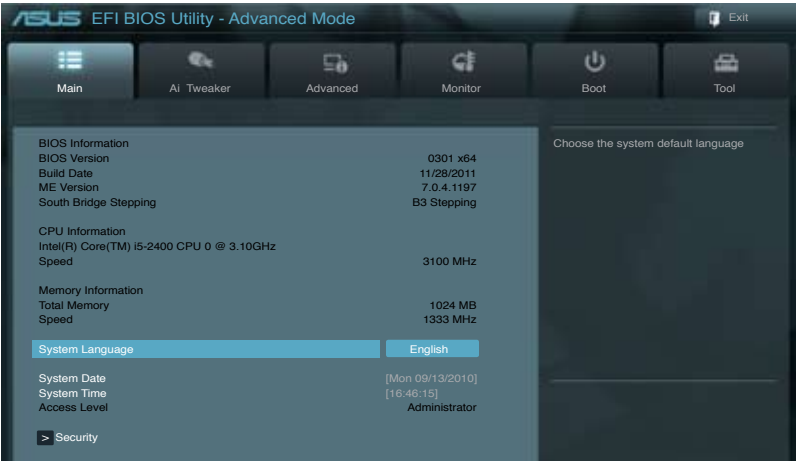 ASUS EFI BIOS Utility - Advanced Mode
Exit
Main
Ai Tweaker
Advanced
Monitor
Boot
Tool
BIOS Information
BIOS Version 0301 x64
Build Date 11/28/2011
ME Version 7.0.4.1197
South Bridge Stepping B3 Stepping
CPU Information
Intel(R) Core(TM) i5-2400 CPU 0 @ 3.10GHz
Speed 3100 MHz
Memory Information
Total Memory 1024 MB
Speed 1333 MHz
System Language English
System Date [Mon 09/13/2010]
System Time [16:46:15]
Access Level Administrator
> Security
Choose the system default language